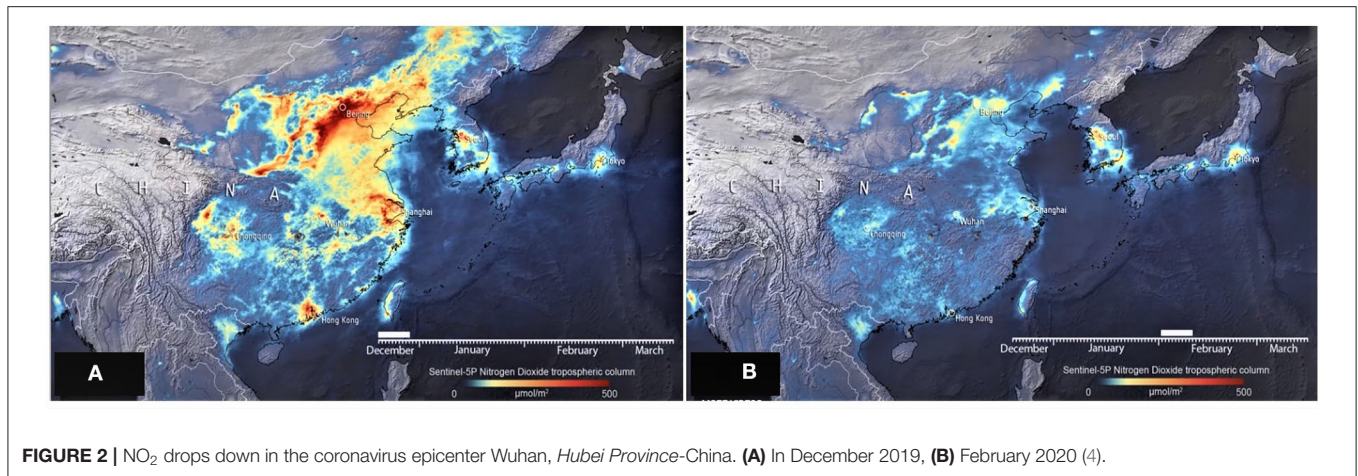 esa
Beijing
Seoul
Tokyo
C H I N A
Shanghai
Wuhan
Chongqing
Hong Kong
December January February March
Sentinel-5P Nitrogen Dioxide tropospheric column
0 500
µmol/m²
A
Beijing
Tokyo
C H I N A
Shanghai
Wuhan
Chongqing
Hong Kong
December January February March
Sentinel-5P Nitrogen Dioxide tropospheric column
0 500
µmol/m²
B
FIGURE 2 | NO₂ drops down in the coronavirus epicenter Wuhan, Hubei Province-China. (A) In December 2019, (B) February 2020 (4).